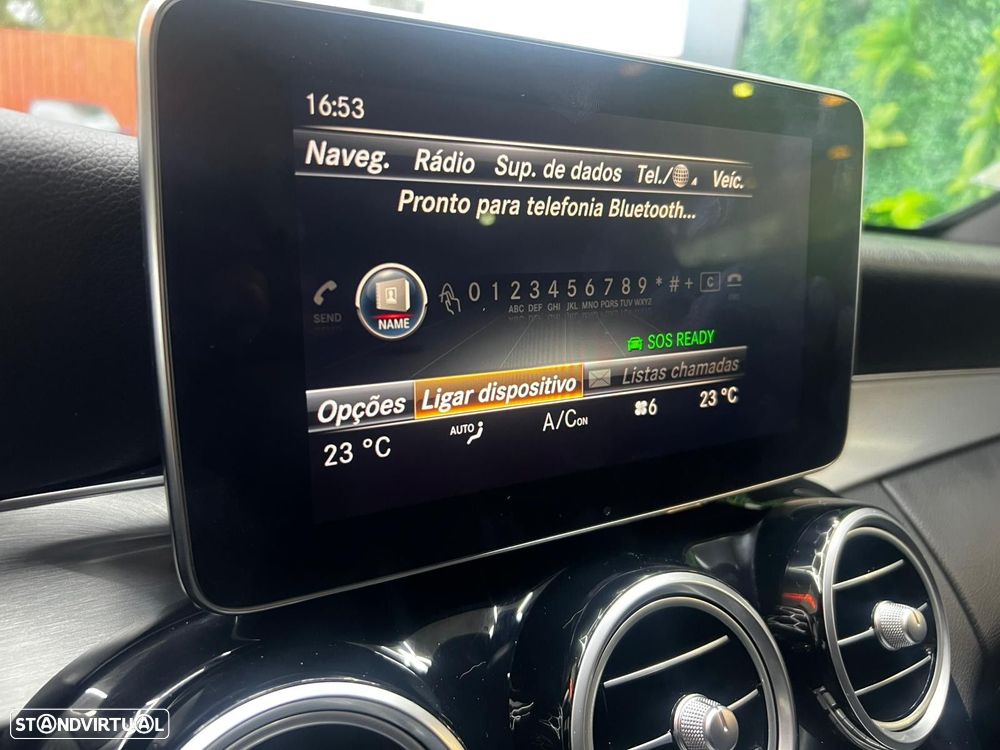 16:53
Naveg. Rádio Sup. de dados Tel./ Veíc.
Pronto para telefonia Bluetooth...
SEND NAME 0 1 2 3 4 5 6 7 8 9 * # + C
ABC DEF GHI JKL MNO PQRS TUV WXYZ
SOS READY
Opções Ligar dispositivo Listas chamadas
23 °C AUTO A/C ON 6 23 °C
STANDVIRTUAL